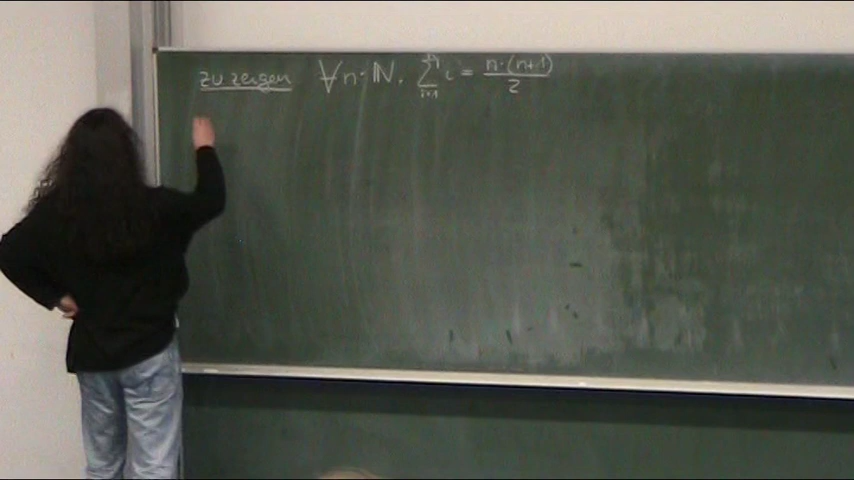 zu zeigen ∀n:ℕ. ∑_{i=1}^{n} i = n·(n+1)/2